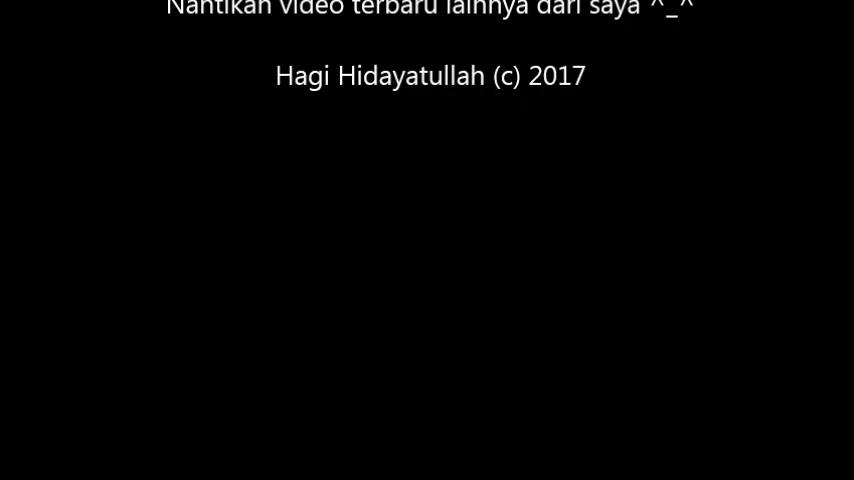 Nantikan video terbaru lainnya dari saya ^_^
Hagi Hidayatullah (c) 2017